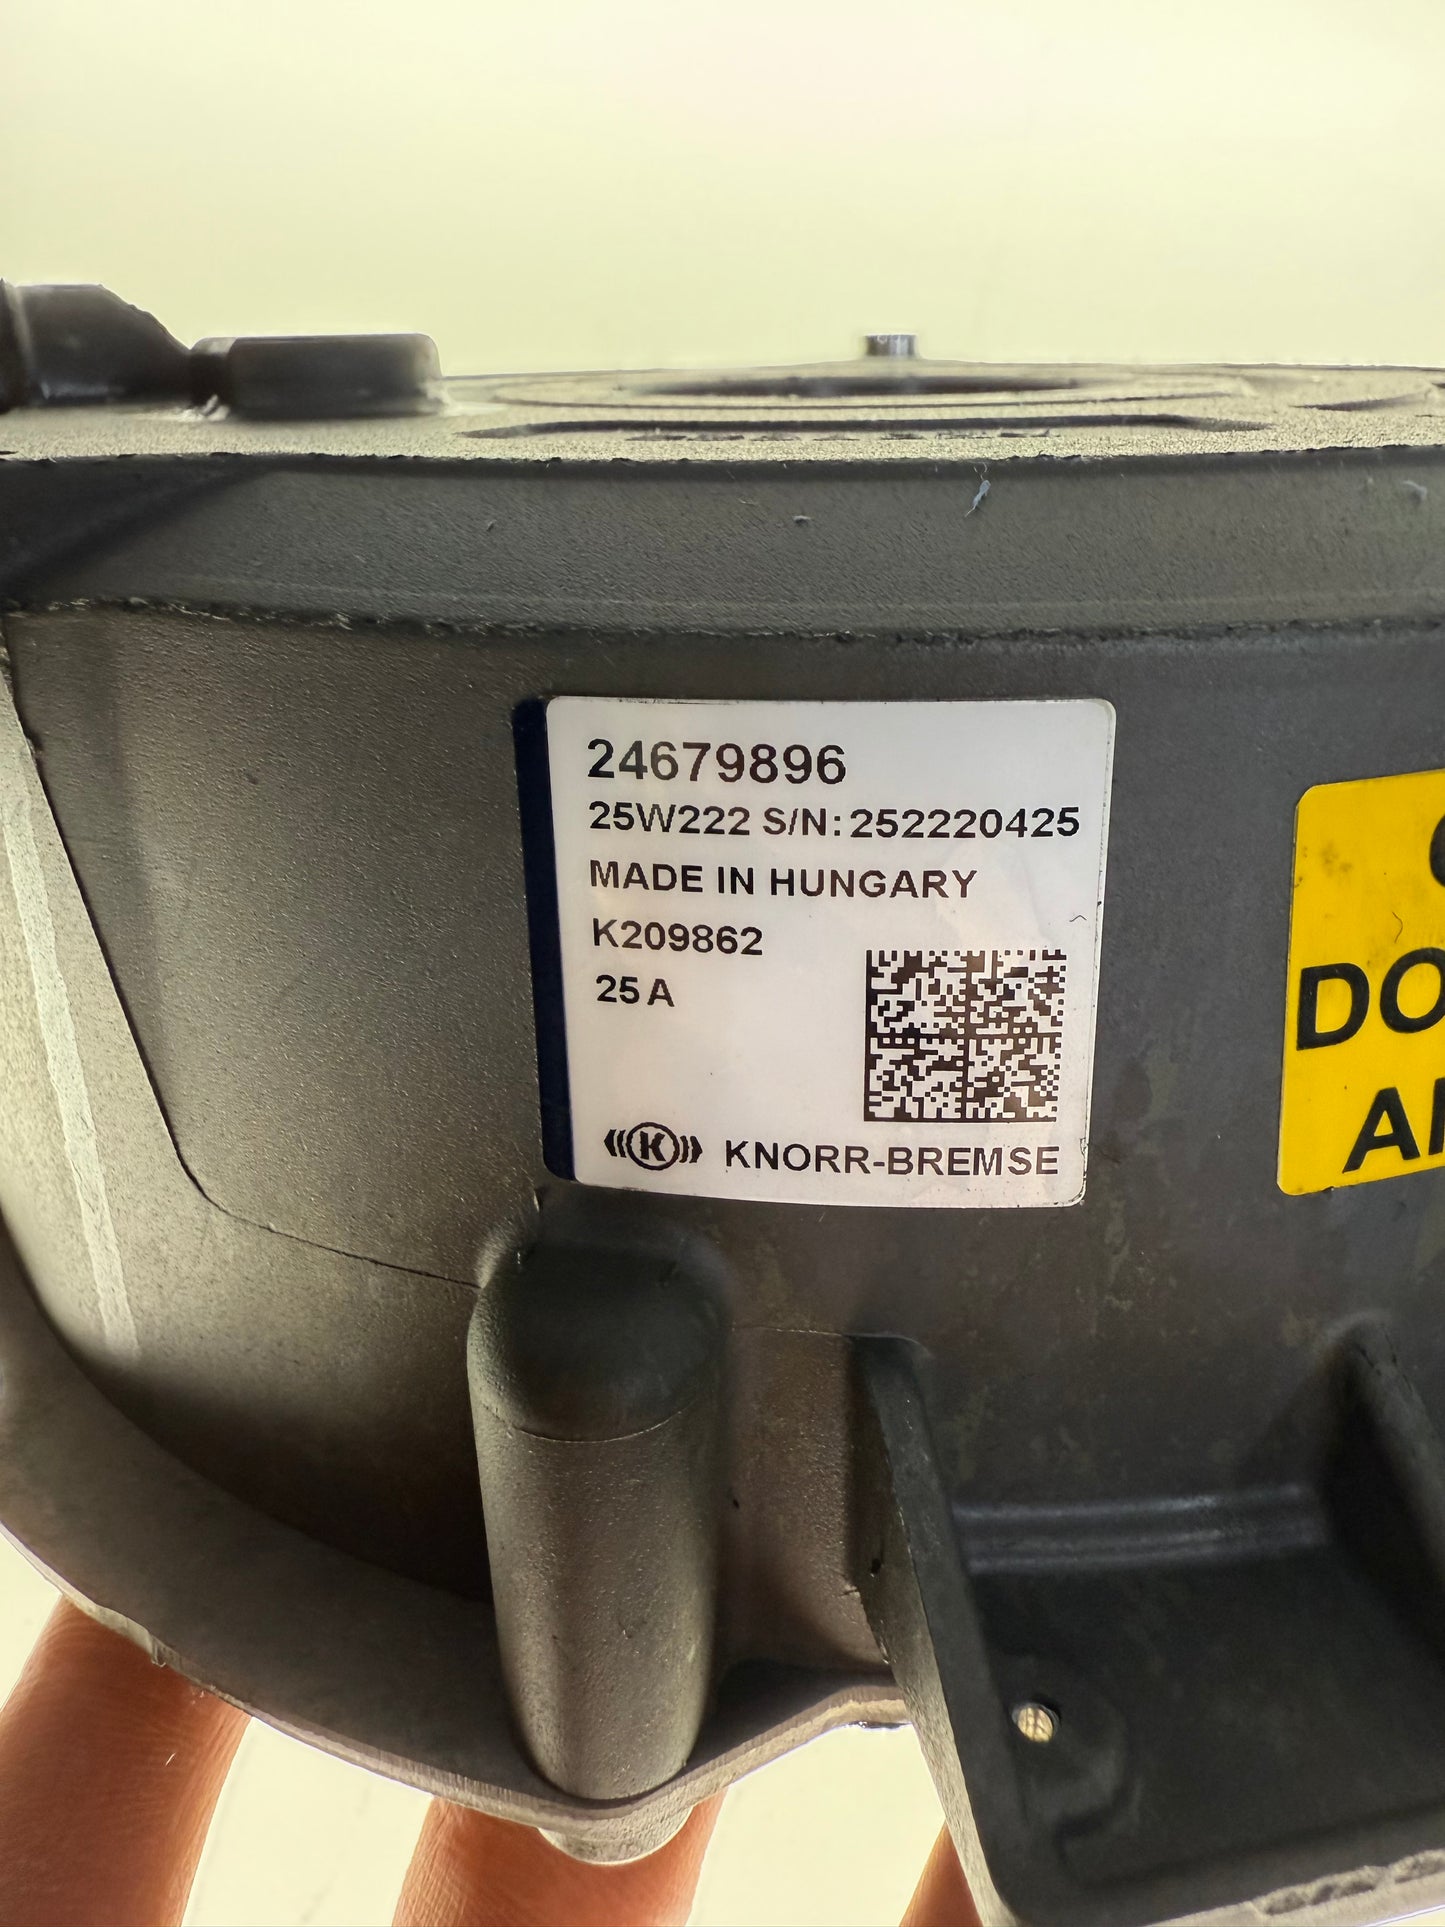 24679896
25W222 S/N: 252220425
MADE IN HUNGARY
K209862
25 A
K KNORR-BREMSE
DO